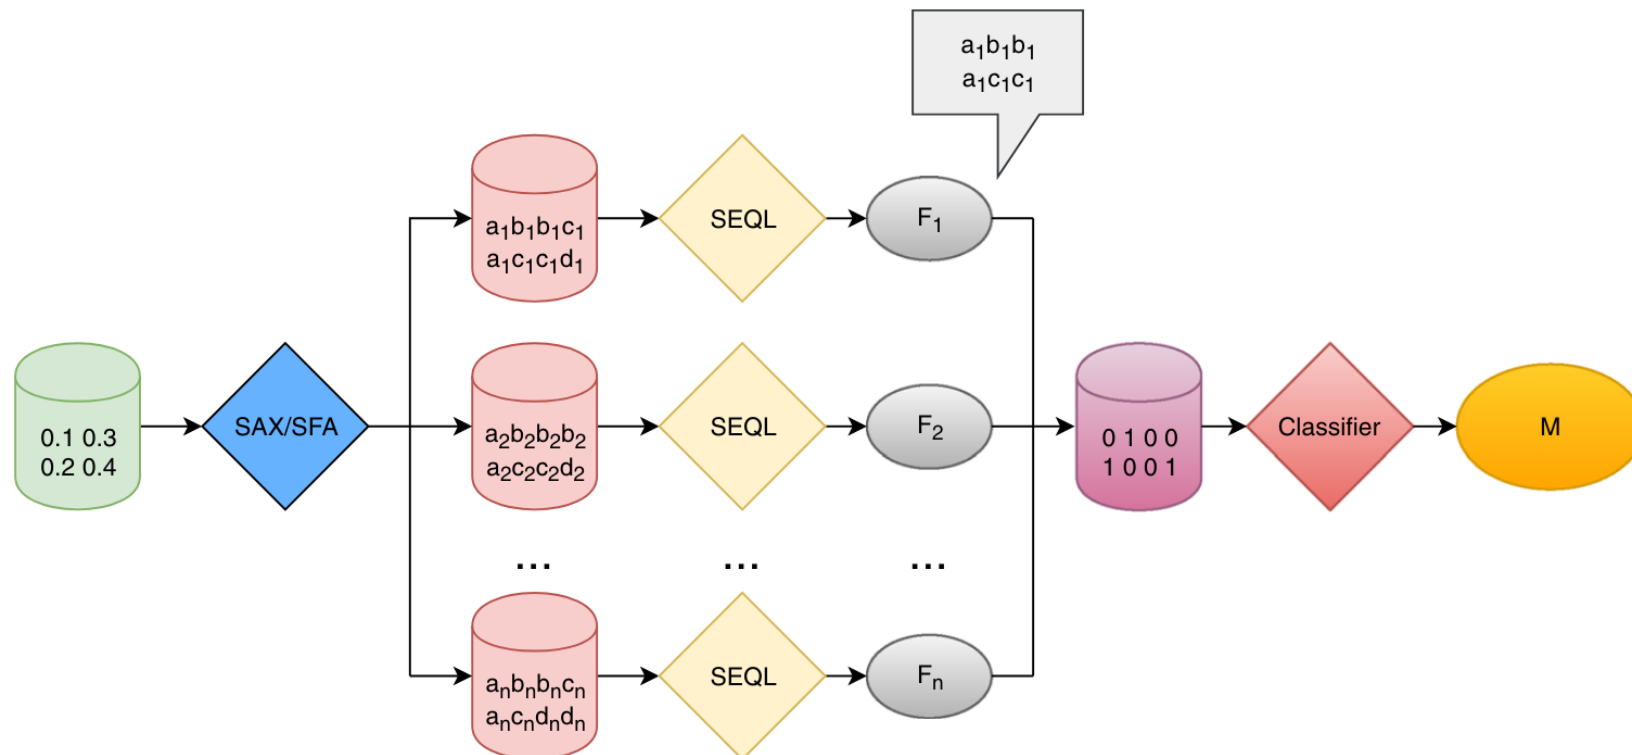 a₁b₁b₁
a₁c₁c₁
a₁b₁b₁c₁
a₁c₁c₁d₁
SEQL
F₁
0.1 0.3
0.2 0.4
SAX/SFA
a₂b₂b₂b₂
a₂c₂c₂d₂
SEQL
F₂
0 1 0 0
1 0 0 1
Classifier
M
...
...
...
aₙbₙbₙcₙ
aₙcₙdₙdₙ
SEQL
Fₙ